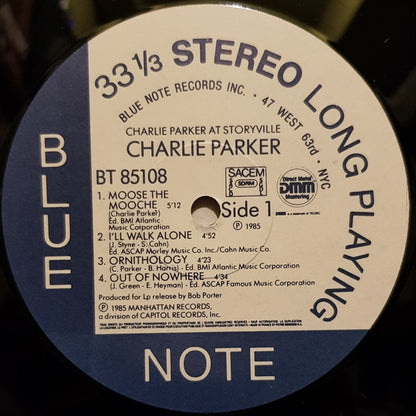 33 1/3 STEREO LONG PLAYING
BLUE NOTE RECORDS INC. • 47 WEST 63rd • NYC
CHARLIE PARKER AT STORYVILLE
CHARLIE PARKER
BT 85108
SACEM
SDRM
Direct Metal
DMM
Mastering
1. MOOSE THE
MOOCHE 5'12
(Charlie Parker)
Ed. BMI Atlantic
Music Corporation
Side 1
℗ 1985
2. I'LL WALK ALONE 4'52
(J. Styne - S. Cahn)
Ed. ASCAP Morley Music Co. Inc./Cahn Music Co.
3. ORNITHOLOGY 4'23
(C. Parker - B. Harris) - Ed. BMI Atlantic Music Corporation
4. OUT OF NOWHERE 4'34
(J. Green - E. Heyman) - Ed. ASCAP Famous Music Corporation
Produced for Lp release by Bob Porter
℗ 1985 MANHATTAN RECORDS,
a division of CAPITOL RECORDS, Inc.
BLUE
NOTE